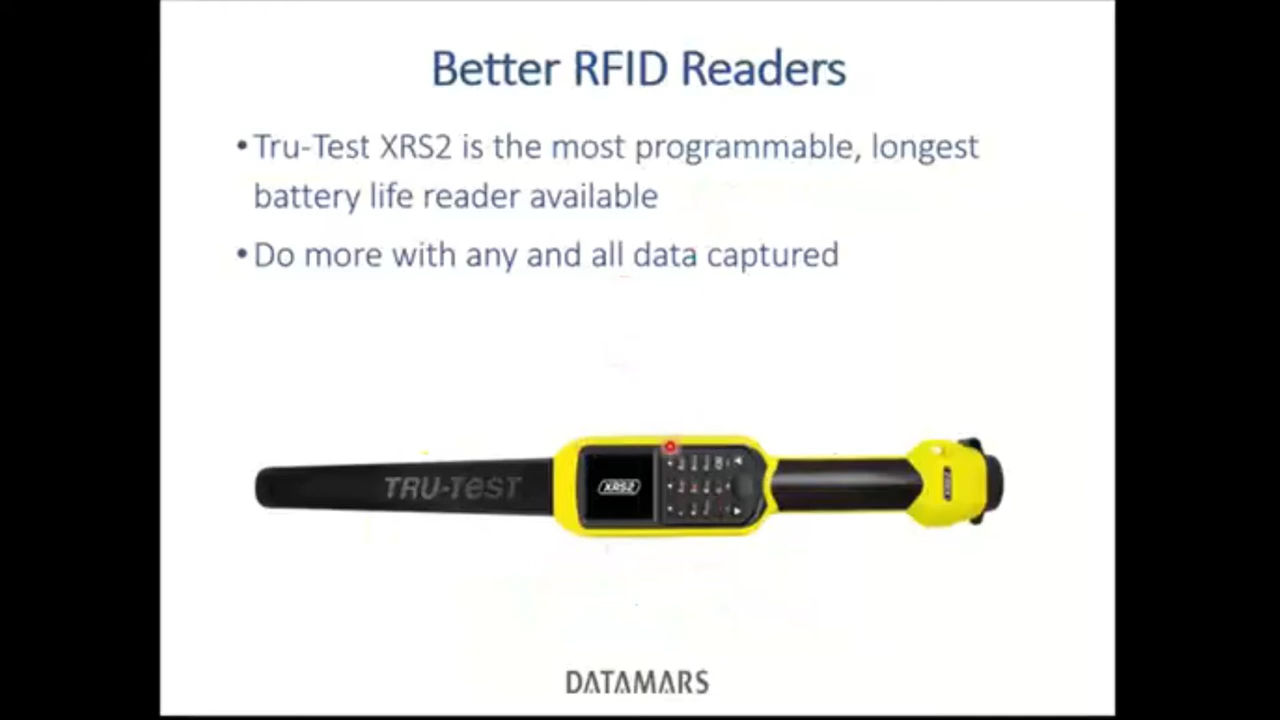 Better RFID Readers
• Tru-Test XRS2 is the most programmable, longest
battery life reader available
• Do more with any and all data captured
TRU-TEST
XRS2
DATAMARS